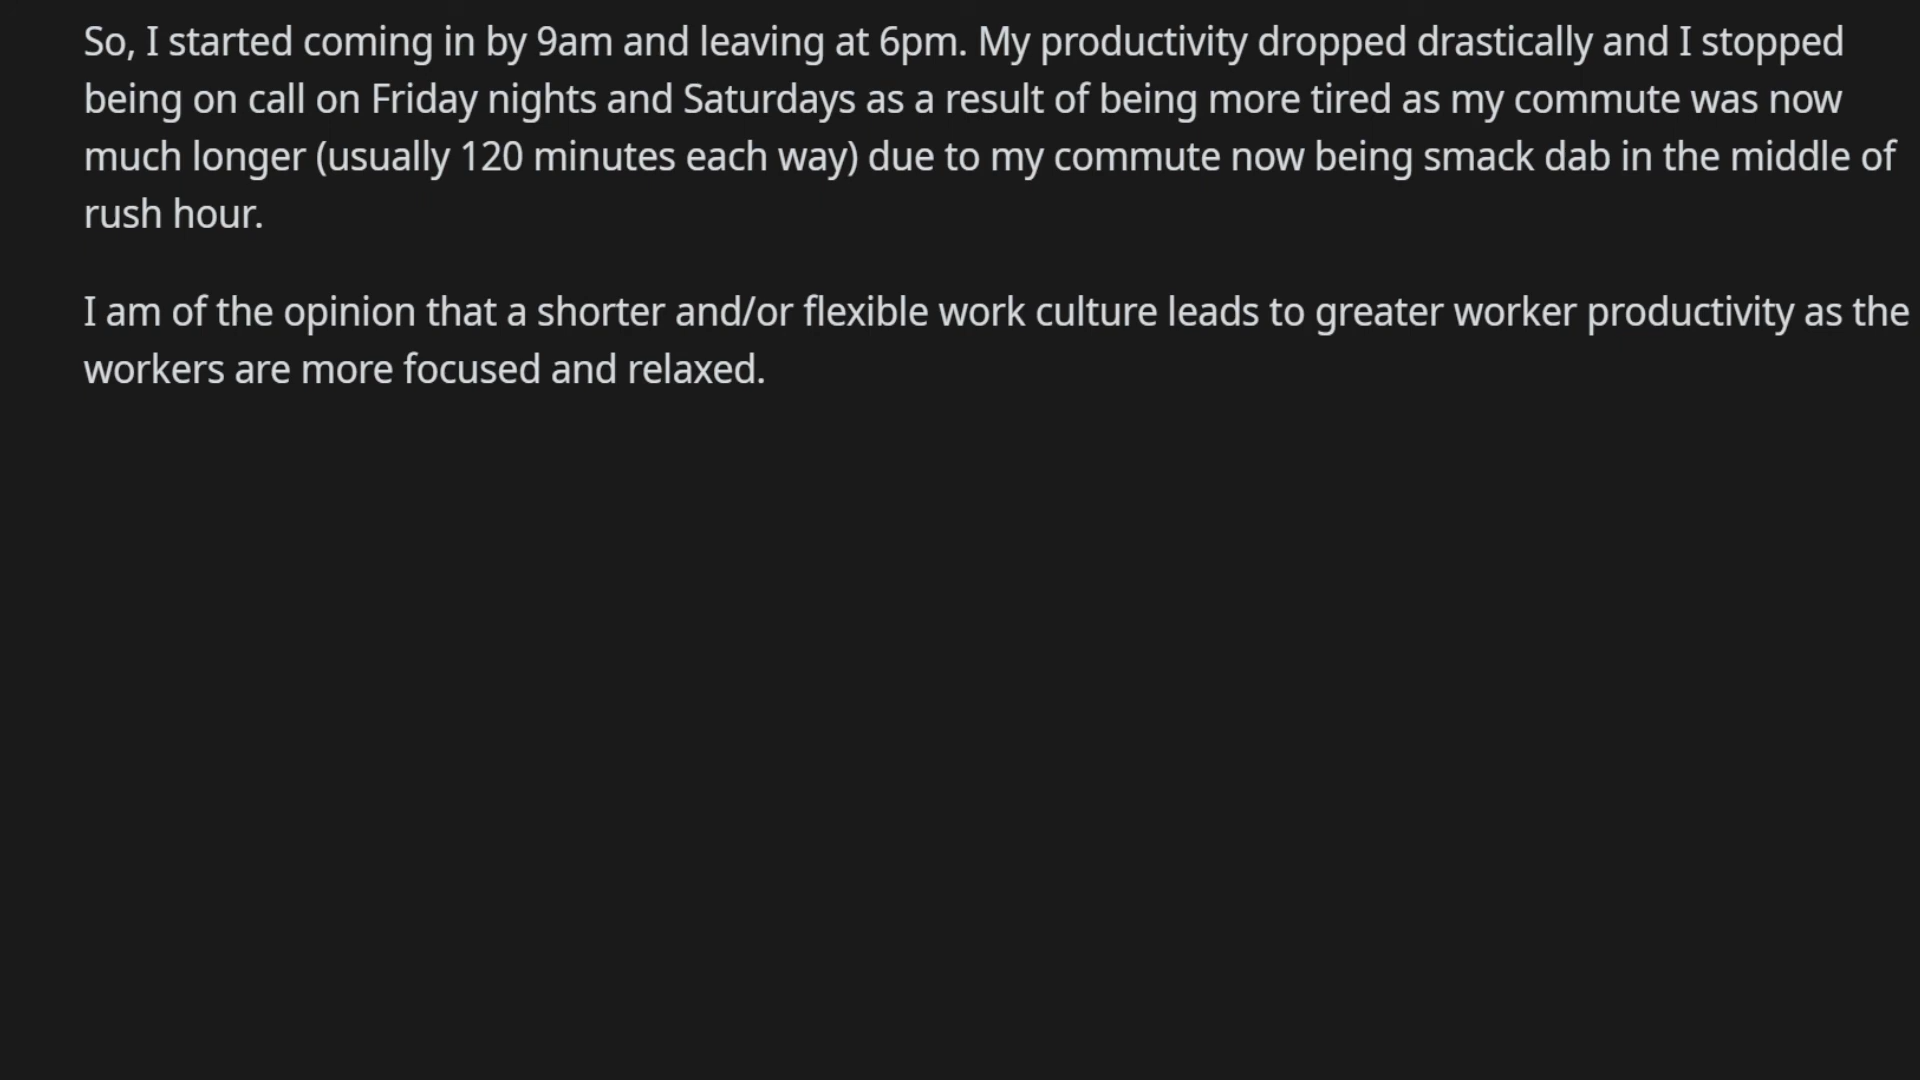 So, I started coming in by 9am and leaving at 6pm. My productivity dropped drastically and I stopped
being on call on Friday nights and Saturdays as a result of being more tired as my commute was now
much longer (usually 120 minutes each way) due to my commute now being smack dab in the middle of
rush hour.
I am of the opinion that a shorter and/or flexible work culture leads to greater worker productivity as the
workers are more focused and relaxed.